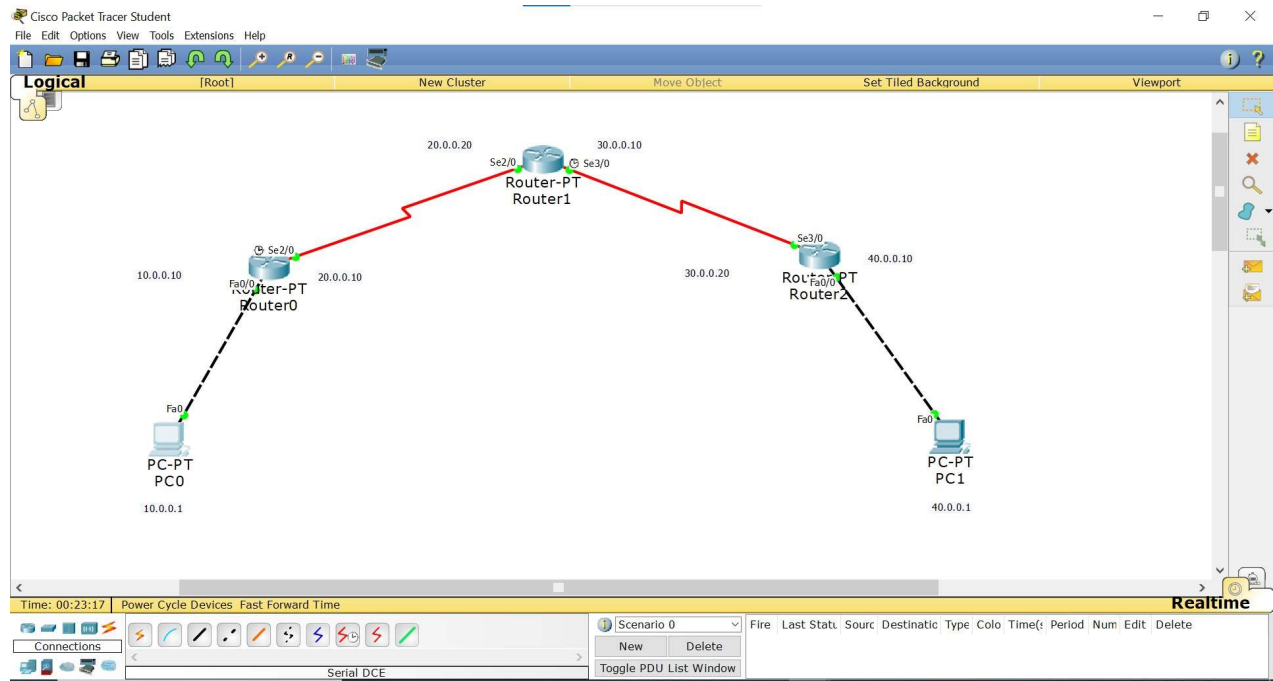 Cisco Packet Tracer Student
File Edit Options View Tools Extensions Help
Logical [Root] New Cluster Move Object Set Tiled Background Viewport
20.0.0.20 30.0.0.10
Se2/0 Se3/0
Router-PT
Router1
Se2/0
10.0.0.10 20.0.0.10
Fa0/0
Router-PT
Router0
Se3/0
40.0.0.10
30.0.0.20
Router-PT
Fa0/0
Router2
Fa0
PC-PT
PC0
10.0.0.1
Fa0
PC-PT
PC1
40.0.0.1
Time: 00:23:17 Power Cycle Devices Fast Forward Time Realtime
Connections
Serial DCE
Scenario 0
New Delete
Toggle PDU List Window
Fire Last Statu Sourc Destinatic Type Colo Time(s Period Num Edit Delete